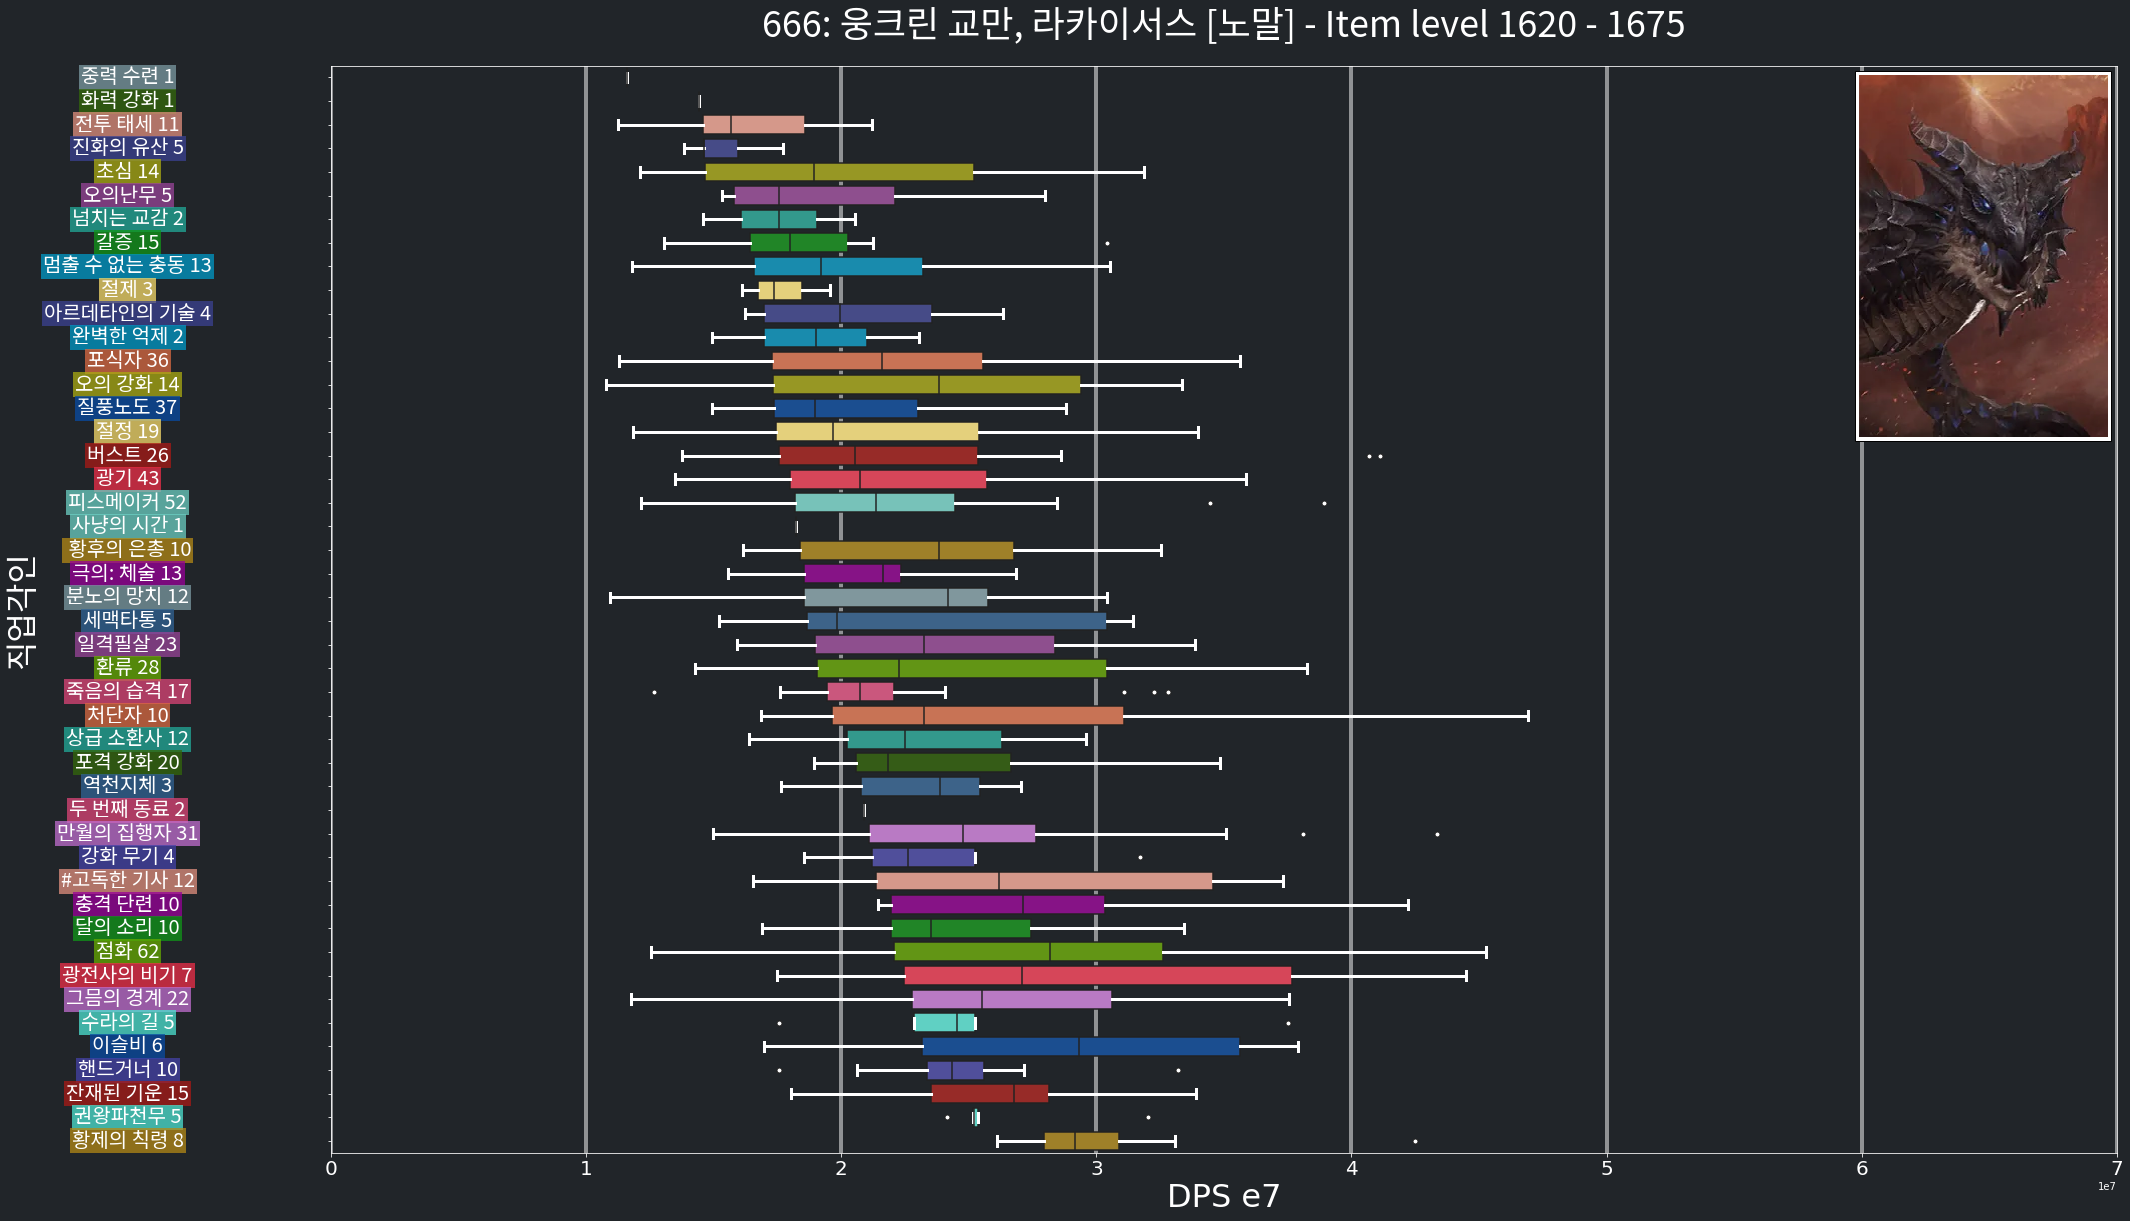 666: 웅크린 교만, 라카이서스 [노말] - Item level 1620 - 1675
직업각인
중력 수련 1
화력 강화 1
전투 태세 11
진화의 유산 5
초심 14
오의난무 5
넘치는 교감 2
갈증 15
멈출 수 없는 충동 13
절제 3
아르데타인의 기술 4
완벽한 억제 2
포식자 36
오의 강화 14
질풍노도 37
절정 19
버스트 26
광기 43
피스메이커 52
사냥의 시간 1
황후의 은총 10
극의: 체술 13
분노의 망치 12
세맥타통 5
일격필살 23
환류 28
죽음의 습격 17
처단자 10
상급 소환사 12
포격 강화 20
역천지체 3
두 번째 동료 2
만월의 집행자 31
강화 무기 4
#고독한 기사 12
충격 단련 10
달의 소리 10
점화 62
광전사의 비기 7
그믐의 경계 22
수라의 길 5
이슬비 6
핸드거너 10
잔재된 기운 15
권왕파천무 5
황제의 칙령 8
0 1 2 3 4 5 6 7
1e7
DPS e7